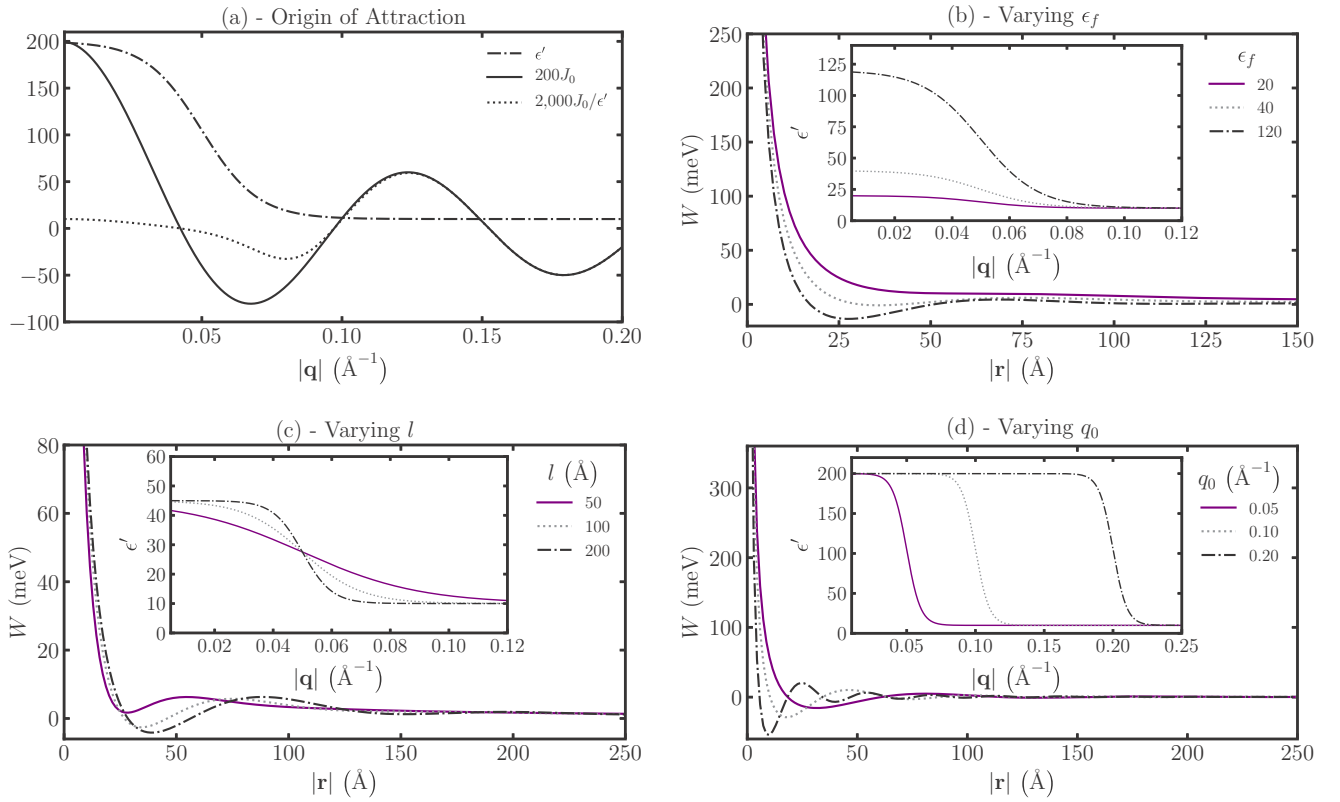 (a) - Origin of Attraction
200
150
100
50
0
−50
−100
0.05 0.10 0.15 0.20
|q| (Å⁻¹)
ϵ′
200J₀
2,000J₀/ϵ′
(b) - Varying ϵ_f
W (meV)
250
200
150
100
50
0
0 25 50 75 100 125 150
|r| (Å)
ϵ′
125
100
75
50
25
0
0.02 0.04 0.06 0.08 0.10 0.12
|q| (Å⁻¹)
ϵ_f
20
40
120
(c) - Varying l
W (meV)
80
60
40
20
0
0 50 100 150 200 250
|r| (Å)
ϵ′
60
50
40
30
20
10
0
0.02 0.04 0.06 0.08 0.10 0.12
|q| (Å⁻¹)
l (Å)
50
100
200
(d) - Varying q₀
W (meV)
300
200
100
0
0 50 100 150 200 250
|r| (Å)
ϵ′
200
150
100
50
0
0.05 0.10 0.15 0.20 0.25
|q| (Å⁻¹)
q₀ (Å⁻¹)
0.05
0.10
0.20